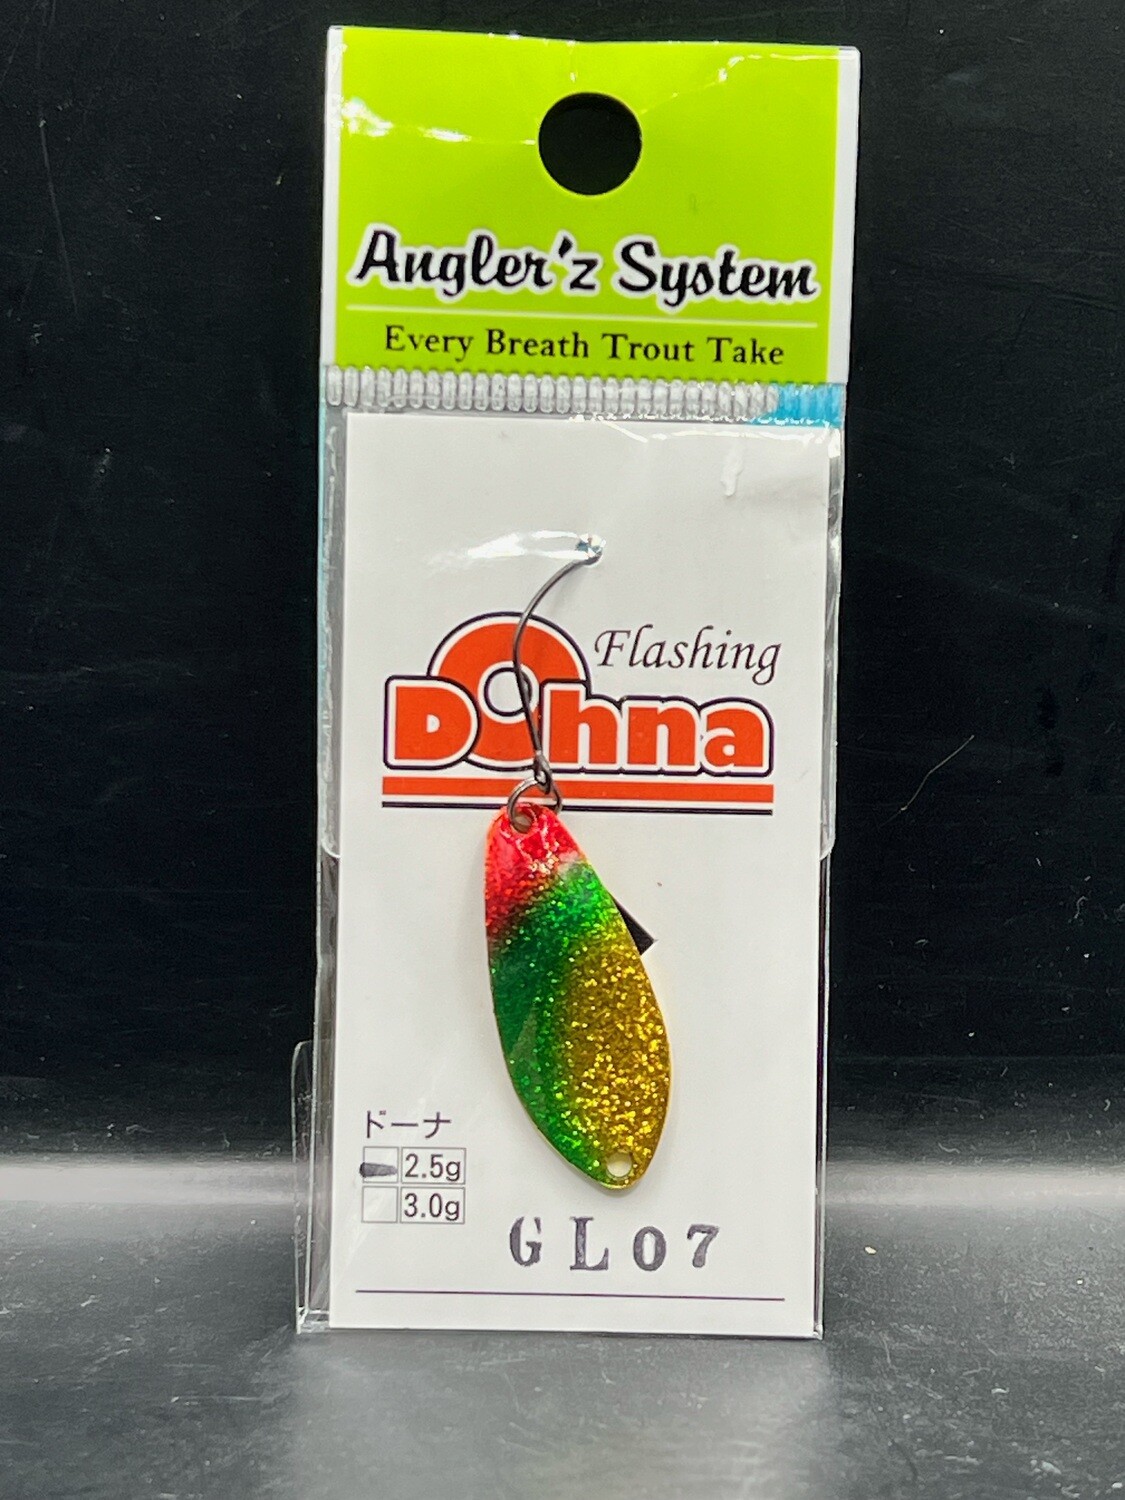 Angler'z System
Every Breath Trout Take
Flashing
Dohna
ドーナ
2.5g
3.0g
GL07